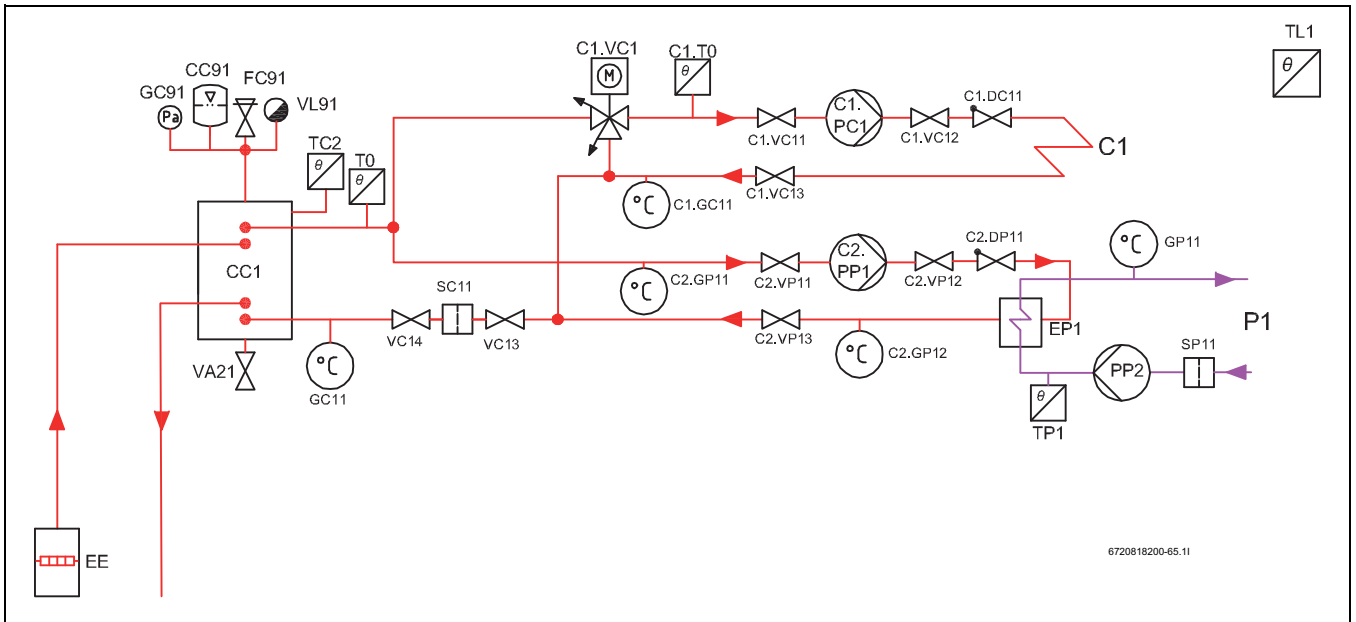 TL1
θ
C1.VC1
M
C1.T0
θ
CC91
FC91
GC91
Pa
VL91
C1.
PC1
C1.DC11
C1.VC11
C1.VC12
C1
TC2
θ
T0
θ
C1.VC13
°C
C1.GC11
CC1
C2.DP11
°C
GP11
C2.
PP1
°C
C2.GP11
C2.VP11
C2.VP12
SC11
EP1
P1
VC14
VC13
C2.VP13
°C
C2.GP12
SP11
VA21
°C
GC11
PP2
θ
TP1
EE
6720818200-65.1I